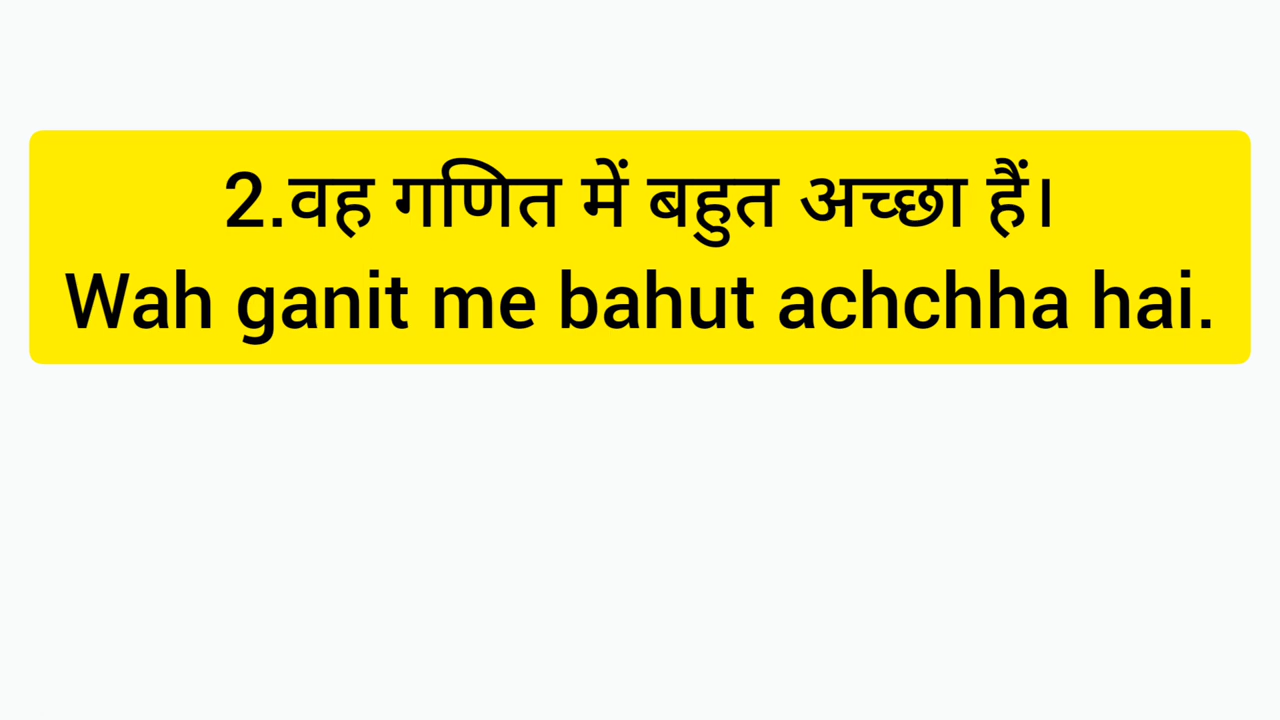 2.वह गणित में बहुत अच्छा हैं।
Wah ganit me bahut achchha hai.